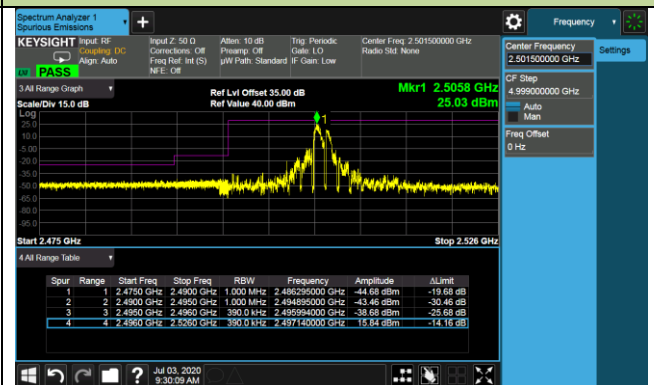 Spectrum Analyzer 1
Spurious Emissions
+
Frequency
KEYSIGHT Input: RF
Coupling: DC
Align: Auto
Input Z: 50 Ω
Corrections: Off
Freq Ref: Int (S)
NFE: Off
Atten: 10 dB
Preamp: Off
µW Path: Standard
Trig: Periodic
Gate: LO
IF Gain: Low
Center Freq: 2.501500000 GHz
Radio Std: None
LW PASS
Center Frequency
2.501500000 GHz
Settings
CF Step
4.999000000 GHz
Auto
Man
Freq Offset
0 Hz
3 All Range Graph
Scale/Div 15.0 dB
Ref Lvl Offset 35.00 dB
Ref Value 40.00 dBm
Mkr1 2.5058 GHz
25.03 dBm
Log
25.0
10.0
-5.00
-20.0
-35.0
-50.0
-65.0
-80.0
-95.0
1
Start 2.475 GHz
Stop 2.526 GHz
4 All Range Table
Spur Range Start Freq Stop Freq RBW Frequency Amplitude ΔLimit
1 1 2.4750 GHz 2.4900 GHz 1.000 MHz 2.486295000 GHz -44.68 dBm -19.68 dB
2 2 2.4900 GHz 2.4950 GHz 1.000 MHz 2.494895000 GHz -43.46 dBm -30.46 dB
3 3 2.4950 GHz 2.4960 GHz 390.0 kHz 2.495994000 GHz -38.68 dBm -25.68 dB
4 4 2.4960 GHz 2.5260 GHz 390.0 kHz 2.497140000 GHz 15.84 dBm -14.16 dB
?
Jul 03, 2020
9:30:09 AM